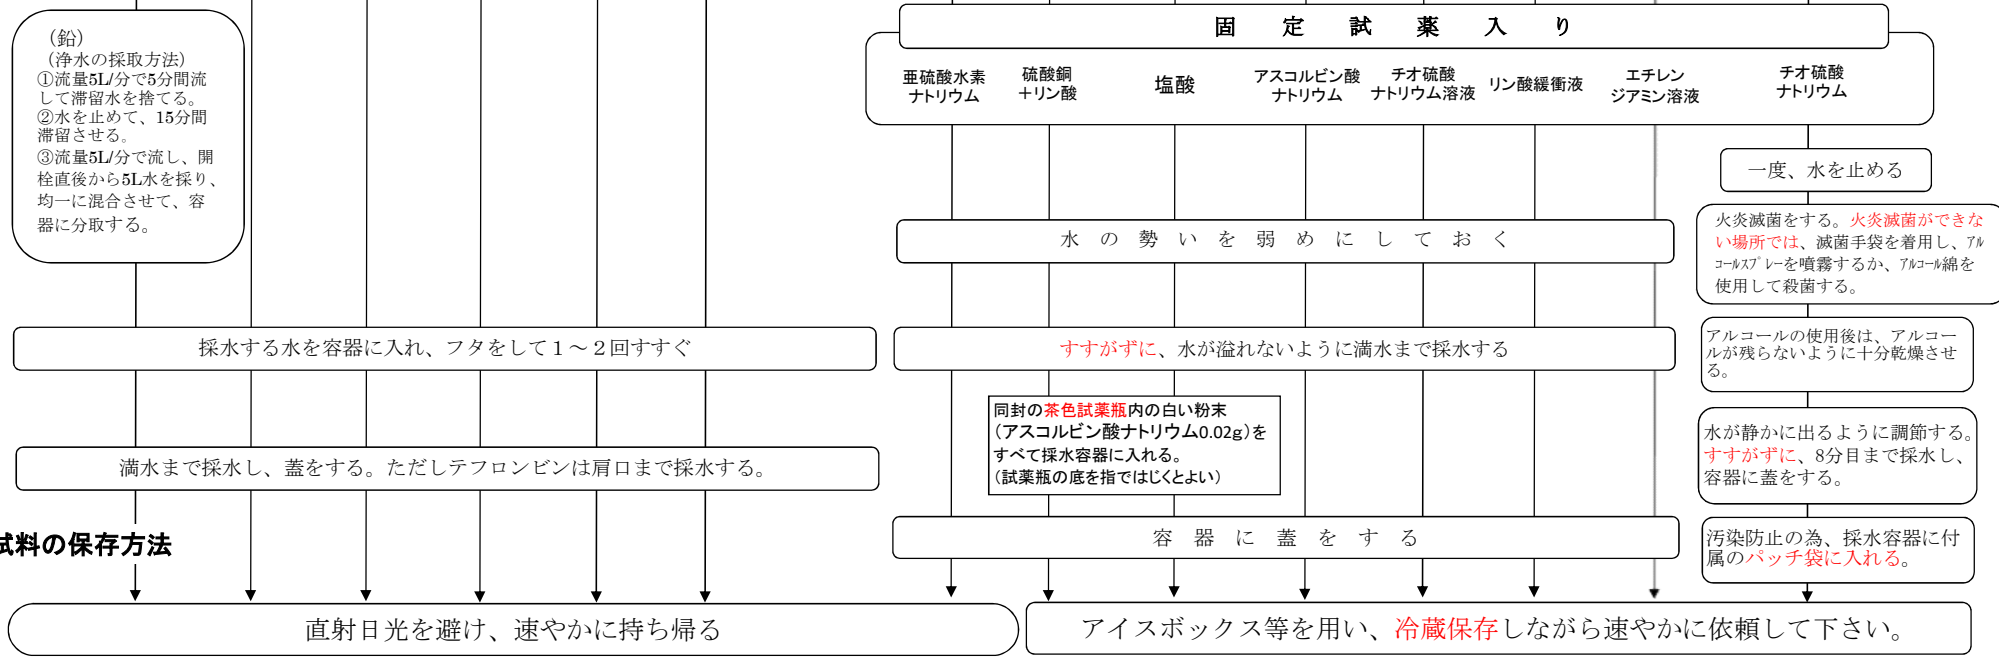 （鉛）
（浄水の採取方法）
①流量5L/分で5分間流
して滞留水を捨てる。
②水を止めて、15分間
滞留させる。
③流量5L/分で流し、開
栓直後から5L水を採り、
均一に混合させて、容
器に分取する。
固定試薬入り
亜硫酸水素
ナトリウム
硫酸銅
＋リン酸
塩酸
アスコルビン酸
ナトリウム
チオ硫酸
ナトリウム溶液
リン酸緩衝液
エチレン
ジアミン溶液
チオ硫酸
ナトリウム
一度、水を止める
水の勢いを弱めにしておく
火炎滅菌をする。火炎滅菌ができな
い場所では、滅菌手袋を着用し、ｱﾙ
ｺｰﾙｽﾌﾟﾚｰを噴霧するか、ｱﾙｺｰﾙ綿を
使用して殺菌する。
採水する水を容器に入れ、フタをして１～２回すすぐ
すすがずに、水が溢れないように満水まで採水する
アルコールの使用後は、アルコー
ルが残らないように十分乾燥させ
る。
同封の茶色試薬瓶内の白い粉末
（アスコルビン酸ナトリウム0.02g）を
すべて採水容器に入れる。
（試薬瓶の底を指ではじくとよい）
水が静かに出るように調節する。
すすがずに、8分目まで採水し、
容器に蓋をする。
満水まで採水し、蓋をする。ただしテフロンビンは肩口まで採水する。
容器に蓋をする
汚染防止の為、採水容器に付
属のパッチ袋に入れる。
試料の保存方法
直射日光を避け、速やかに持ち帰る
アイスボックス等を用い、冷蔵保存しながら速やかに依頼して下さい。